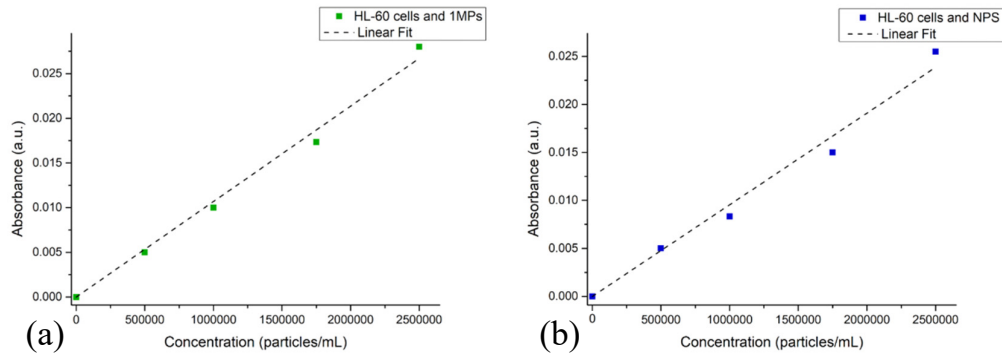 HL-60 cells and 1MPs
Linear Fit
0.025
0.020
0.015
0.010
0.005
0.000
Absorbance (a.u.)
0 500000 1000000 1500000 2000000 2500000
Concentration (particles/mL)
(a)
HL-60 cells and NPS
Linear Fit
0.025
0.020
0.015
0.010
0.005
0.000
Absorbance (a.u.)
0 500000 1000000 1500000 2000000 2500000
Concentration (particles/mL)
(b)